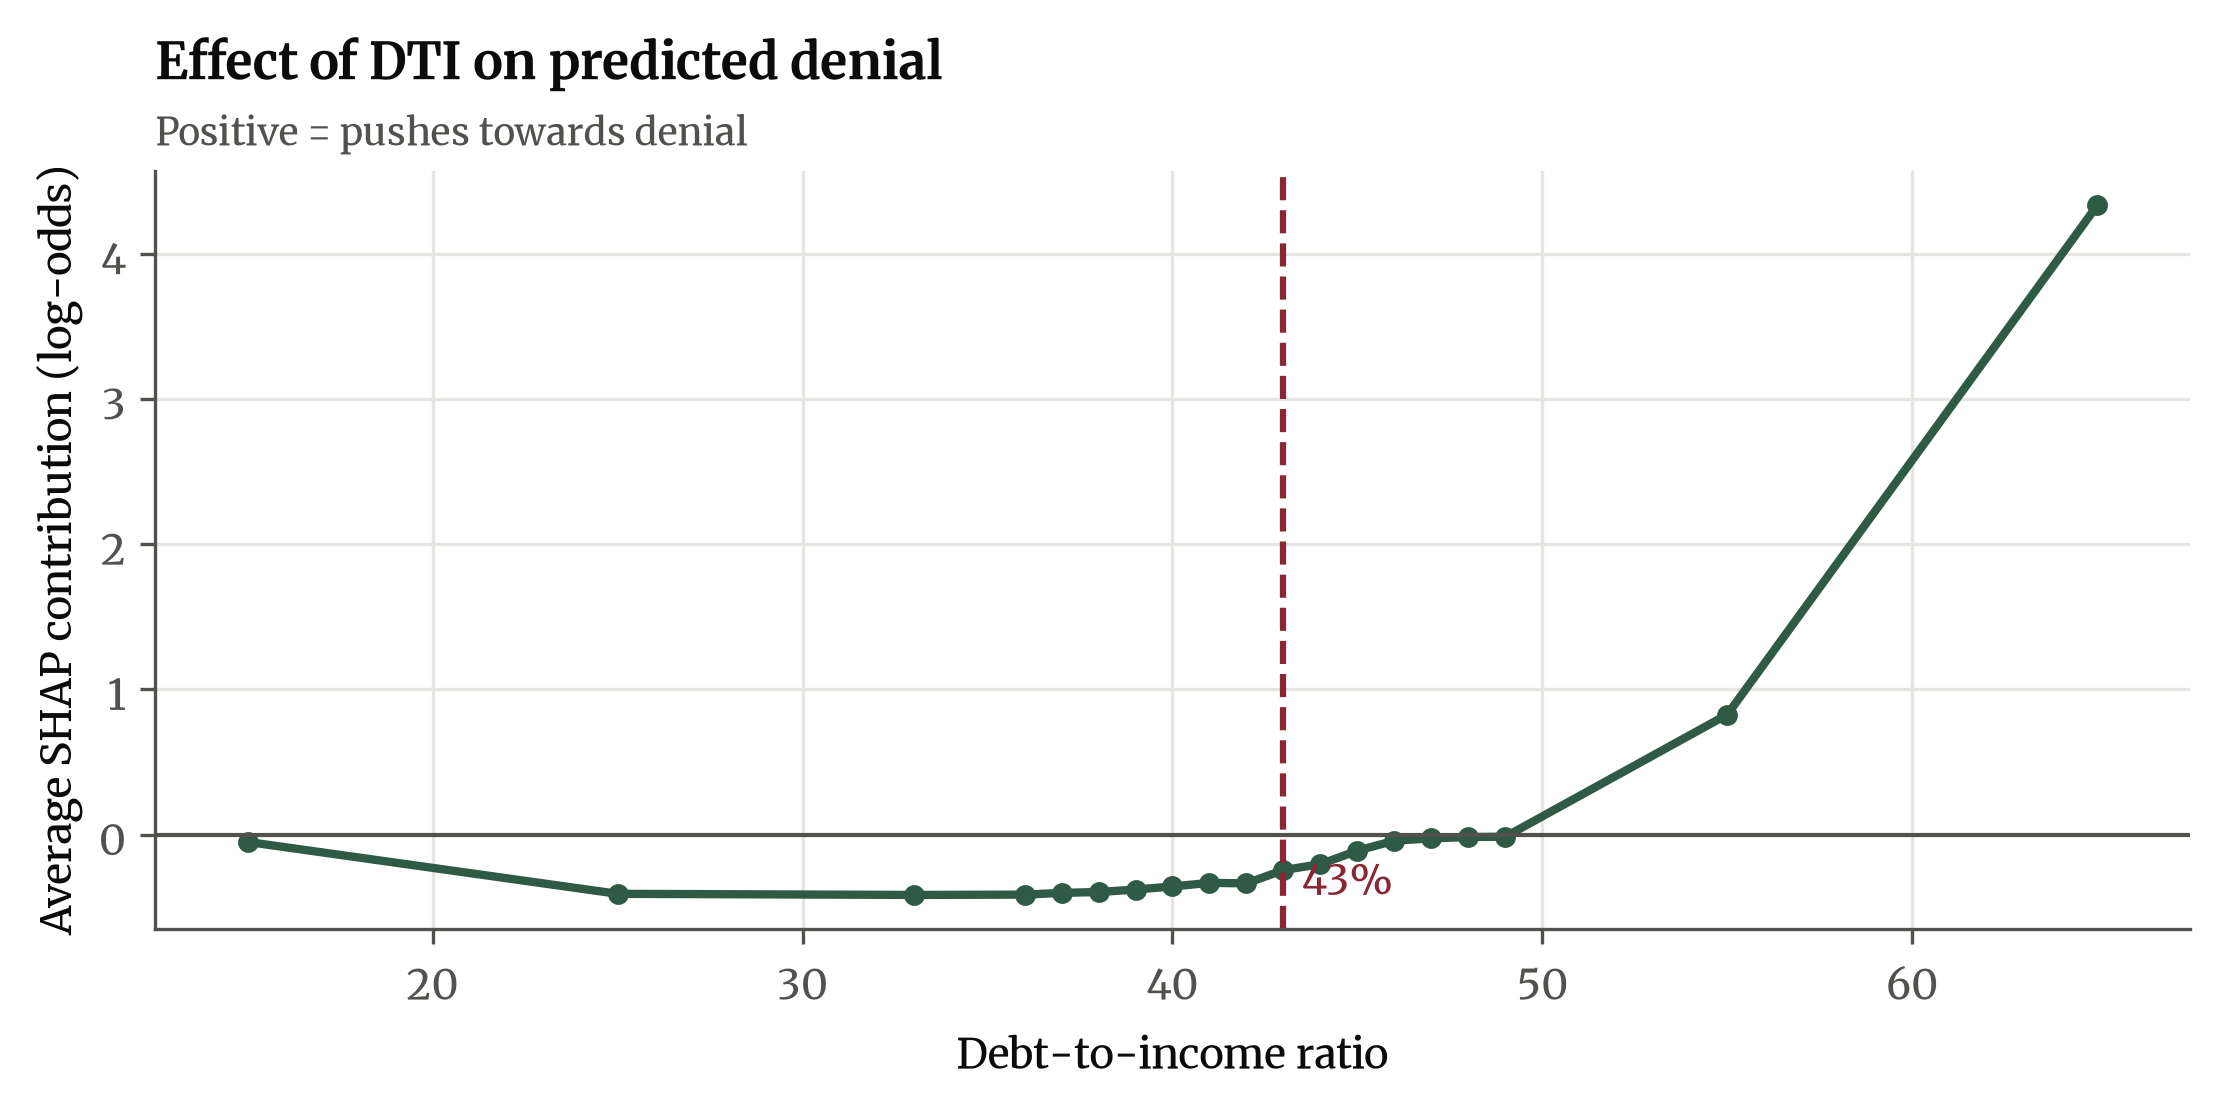 Effect of DTI on predicted denial
Positive = pushes towards denial
Average SHAP contribution (log-odds)
4
3
2
1
0
43%
20
30
40
50
60
Debt-to-income ratio